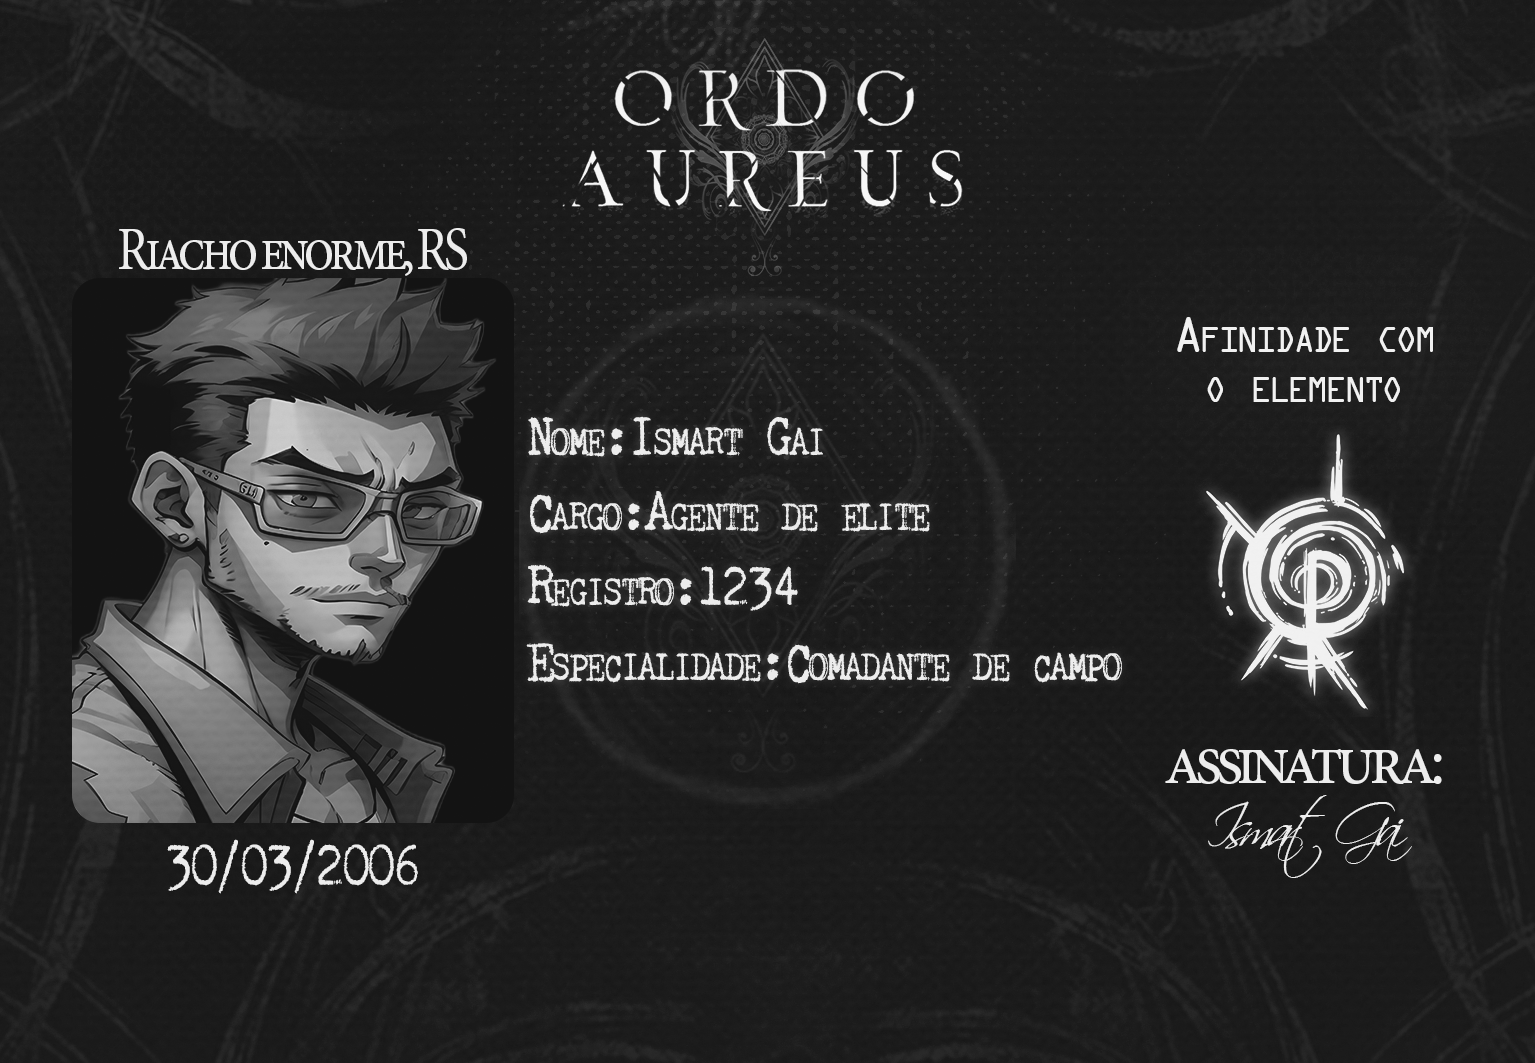 ORDO
AUREUS
Riacho enorme, RS
Afinidade com
o elemento
Nome:Ismart Gai
Cargo:Agente de elite
Registro:1234
Especialidade:Comadante de campo
ASSINATURA:
Ismart Gai
30/03/2006